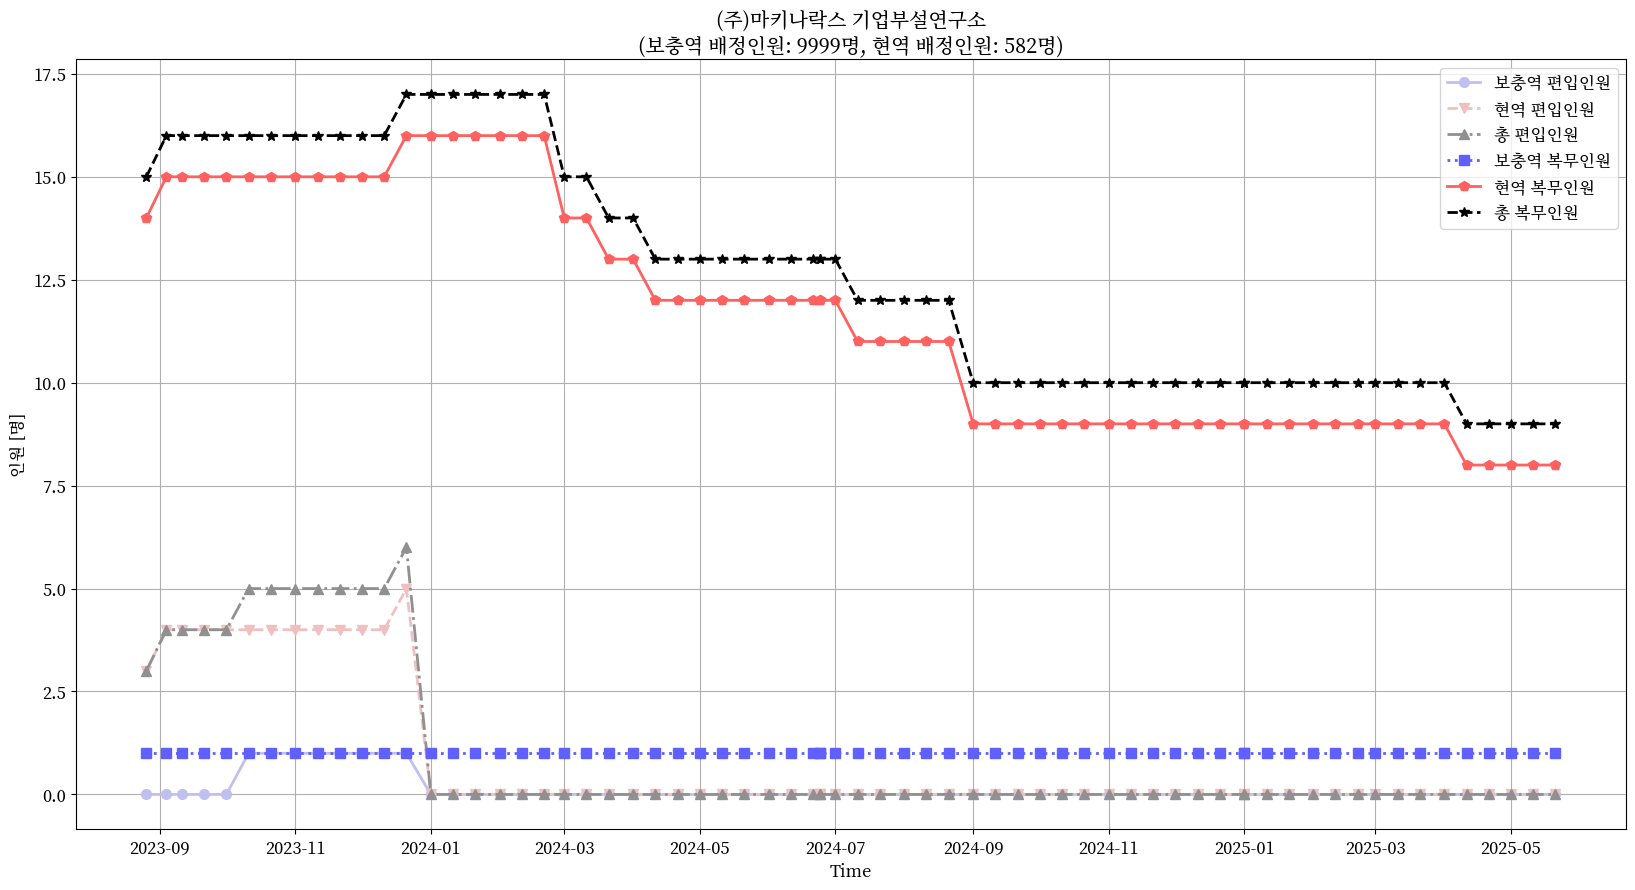 (주)마키나락스 기업부설연구소
(보충역 배정인원: 9999명, 현역 배정인원: 582명)
17.5
15.0
12.5
10.0
7.5
5.0
2.5
0.0
인원 [명]
보충역 편입인원
현역 편입인원
총 편입인원
보충역 복무인원
현역 복무인원
총 복무인원
2023-09 2023-11 2024-01 2024-03 2024-05 2024-07 2024-09 2024-11 2025-01 2025-03 2025-05
Time